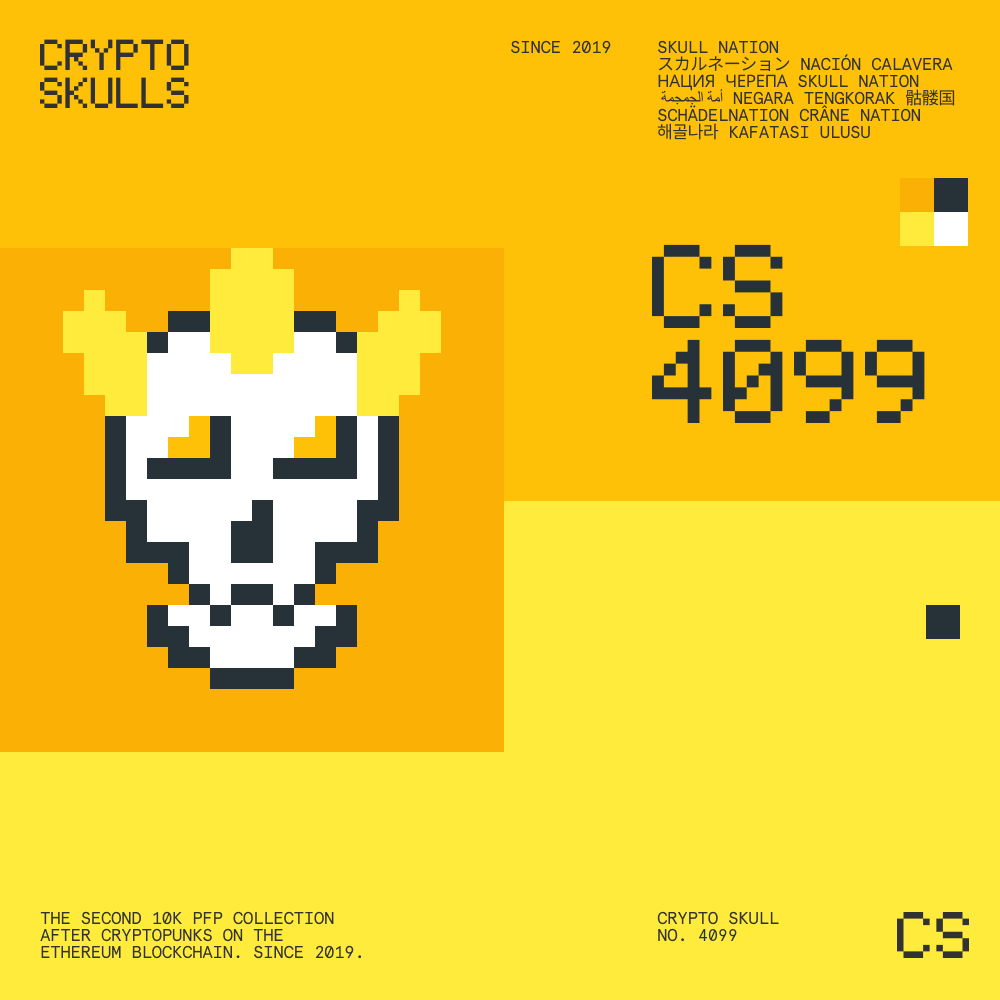 CRYPTO
SKULLS
SINCE 2019
SKULL NATION
スカルネーション NACIÓN CALAVERA
НАЦИЯ ЧЕРЕПА SKULL NATION
أمة الجمجمة NEGARA TENGKORAK 骷髅国
SCHÄDELNATION CRÂNE NATION
해골나라 KAFATASI ULUSU
CS
4099
THE SECOND 10K PFP COLLECTION
AFTER CRYPTOPUNKS ON THE
ETHEREUM BLOCKCHAIN. SINCE 2019.
CRYPTO SKULL
NO. 4099
CS